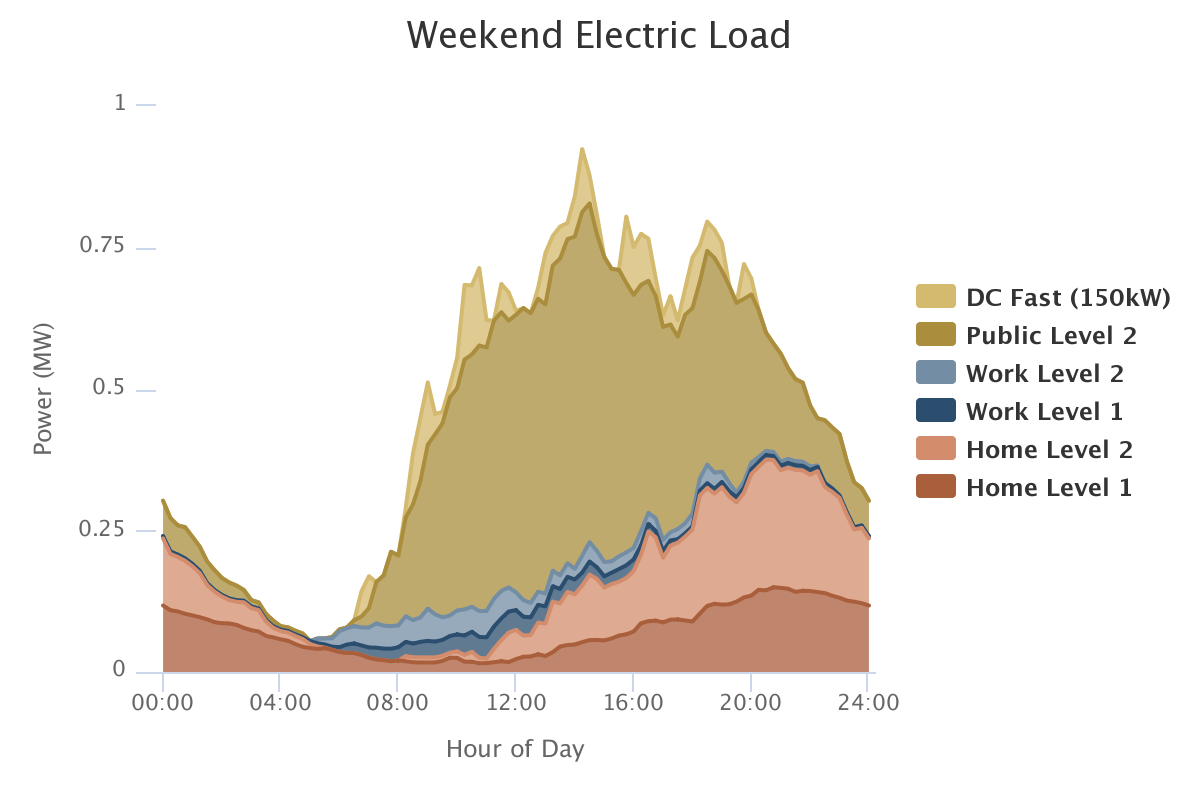 Weekend Electric Load
1
0.75
0.5
0.25
0
Power (MW)
00:00 04:00 08:00 12:00 16:00 20:00 24:00
Hour of Day
DC Fast (150kW)
Public Level 2
Work Level 2
Work Level 1
Home Level 2
Home Level 1